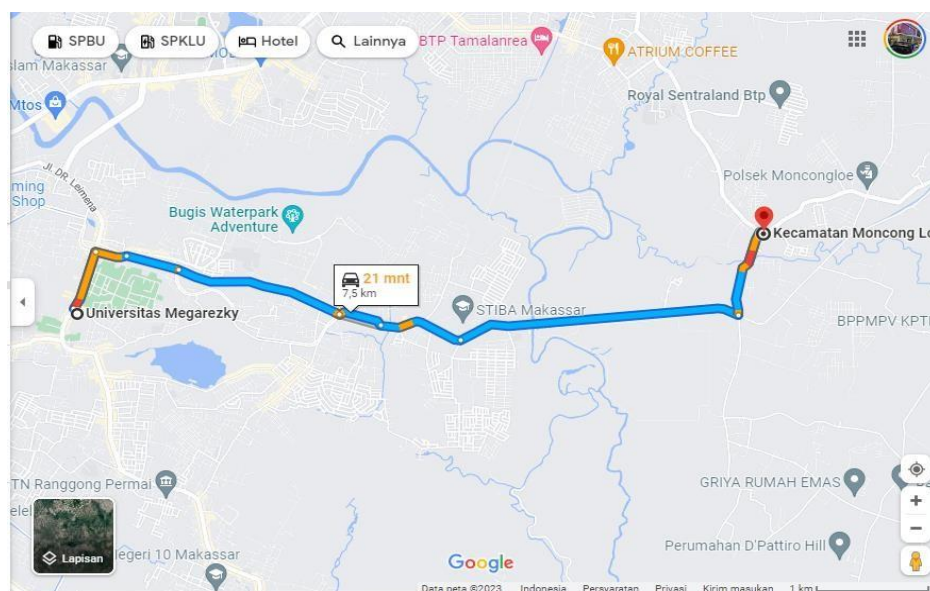 SPBU
SPKLU
Hotel
Lainnya
BTP Tamalanrea
ATRIUM COFFEE
slam Makassar
Royal Sentraland Btp
Mtos
Jl. DR. Leimena
ming
Shop
Polsek Moncongloe
Bugis Waterpark
Adventure
Kecamatan Moncong Lo
21 mnt
7,5 km
Universitas Megarezky
STIBA Makassar
BPPMPV KPT
TN Ranggong Permai
GRIYA RUMAH EMAS
Lapisan
legeri 10 Makassar
Perumahan D'Pattiro Hill
Google
Data peta ©2023 Indonesia Persyaratan Privasi Kirim masukan 1 km